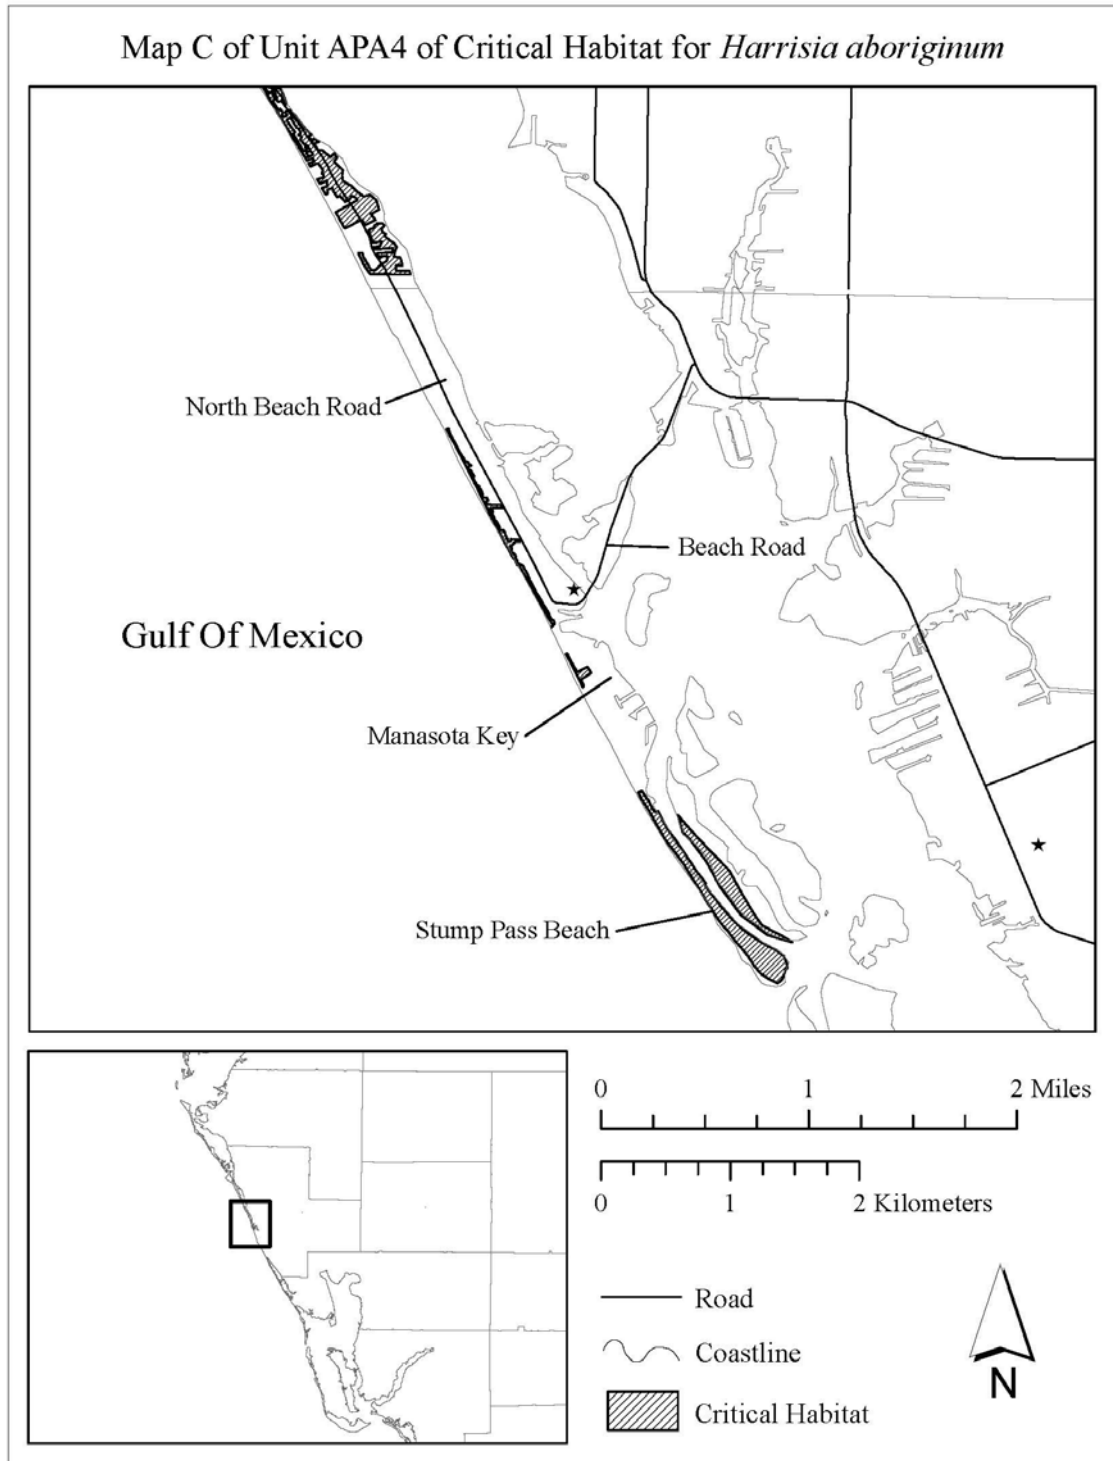 Map C of Unit APA4 of Critical Habitat for Harrisia aboriginum
North Beach Road
Beach Road
Gulf Of Mexico
Manasota Key
Stump Pass Beach
0 1 2 Miles
0 1 2 Kilometers
Road
Coastline
Critical Habitat
N